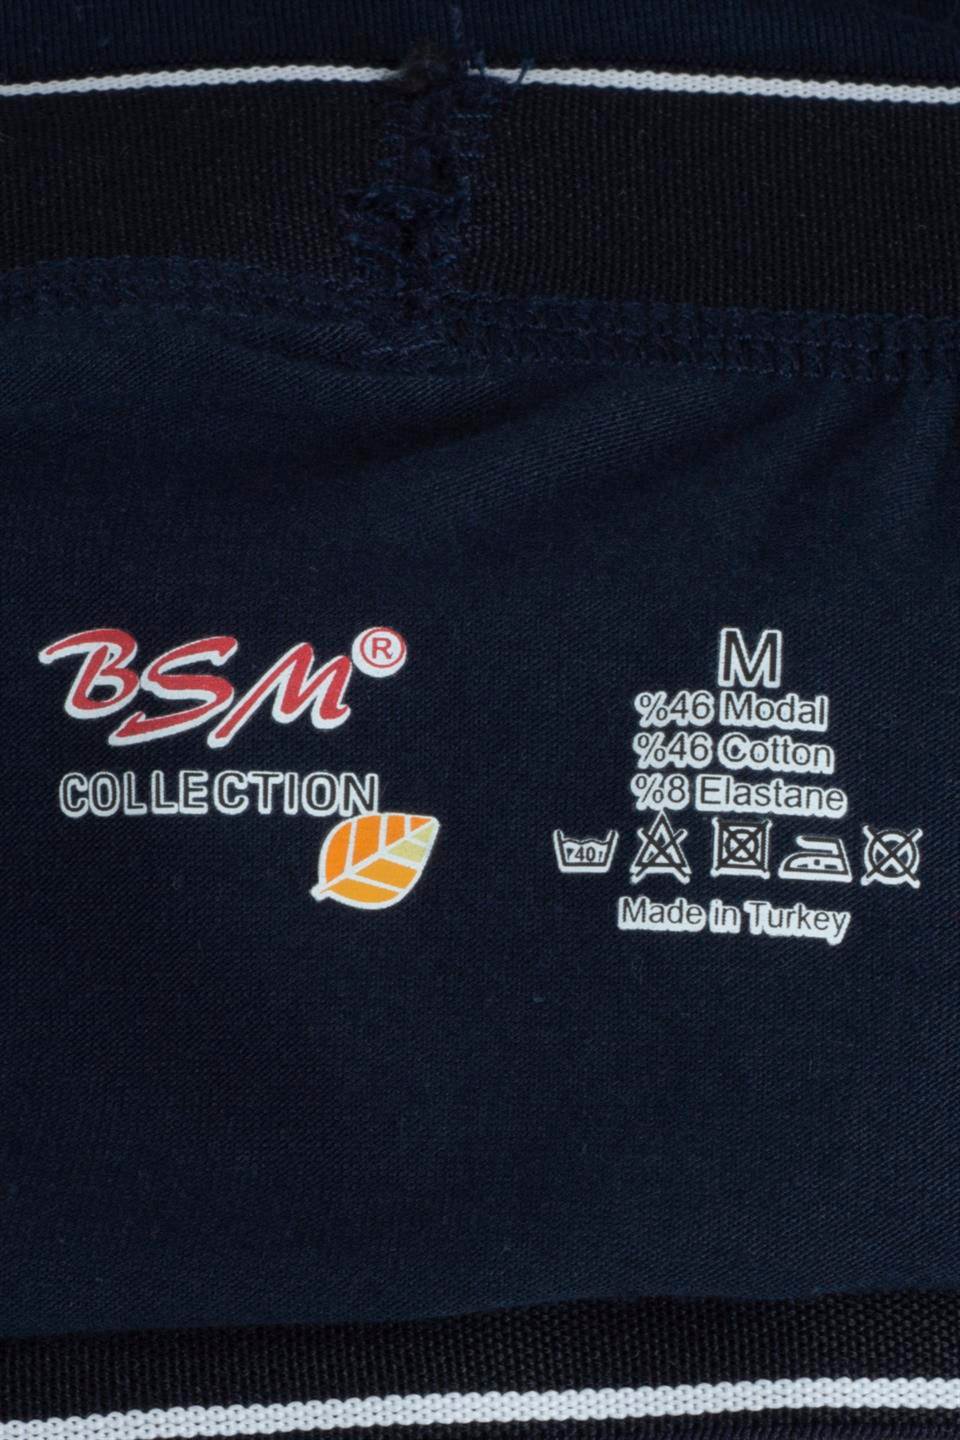 BSM®
COLLECTION
M
%46 Modal
%46 Cotton
%8 Elastane
40
Made in Turkey